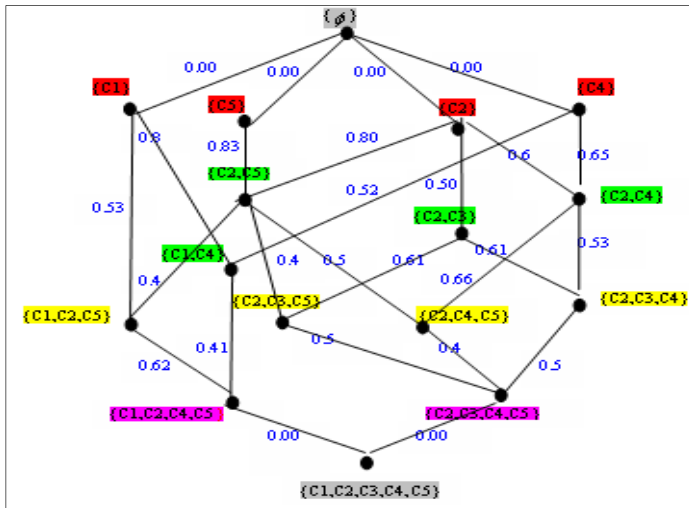 {ϕ}
0.00 0.00 0.00 0.00
{C1} {C5} {C2} {C4}
0.8 0.83 0.80 0.6 0.65
{C2,C5} 0.52 0.50 {C2,C4}
0.53 {C2,C3}
{C1,C4} 0.4 0.5 0.61 0.61 0.53
0.4 0.66
{C1,C2,C5} {C2,C3,C5} {C2,C4,C5} {C2,C3,C4}
0.62 0.41 0.5 0.4 0.5
{C1,C2,C4,C5} {C2,C3,C4,C5}
0.00 0.00
{C1,C2,C3,C4,C5}